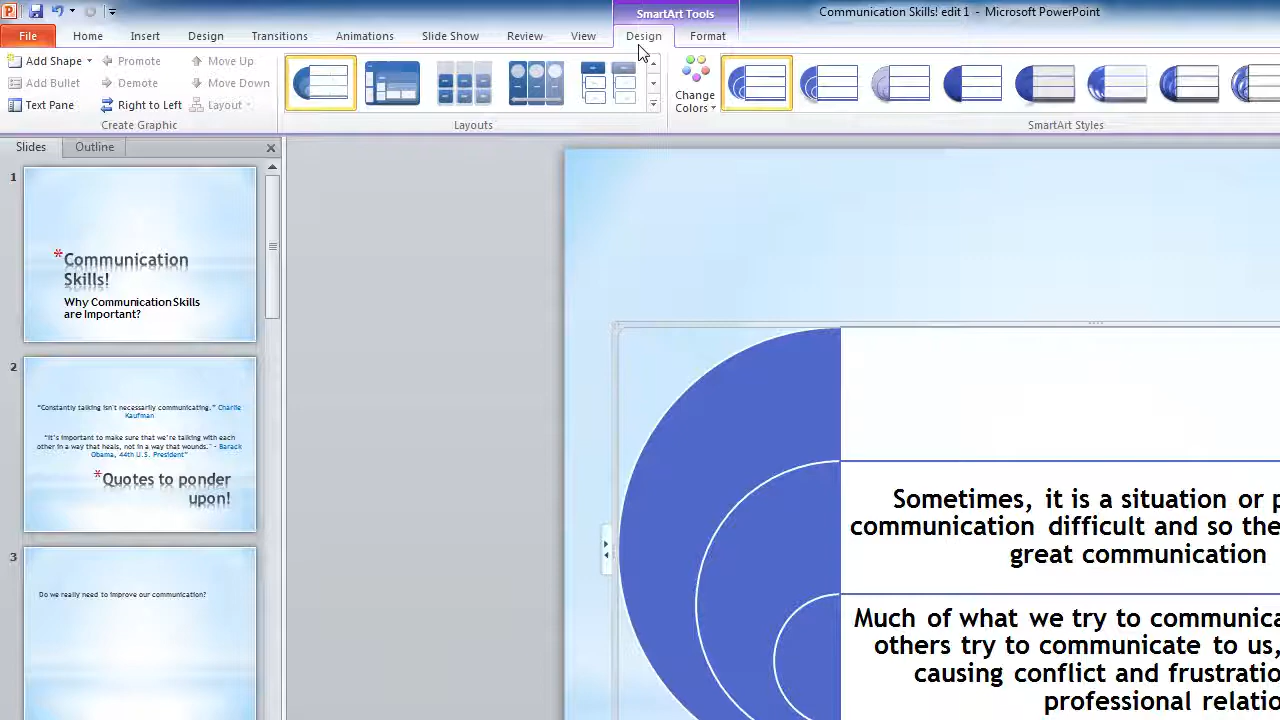 SmartArt Tools
Communication Skills! edit 1 - Microsoft PowerPoint
File Home Insert Design Transitions Animations Slide Show Review View Design Format
Add Shape Promote Move Up
Add Bullet Demote Move Down
Text Pane Right to Left Layout
Change
Colors
Create Graphic Layouts SmartArt Styles
Slides Outline
1
*Communication
Skills!
Why Communication Skills
are Important?
2
“Constantly talking isn't necessarily communicating.” Charlie
Kaufman
“It's important to make sure that we're talking with each
other in a way that heals, not in a way that wounds.” - Barack
Obama, 44th U.S. President”
*Quotes to ponder
upon!
3
Do we really need to improve our communication?
Sometimes, it is a situation or p
communication difficult and so the
great communication
Much of what we try to communica
others try to communicate to us,
causing conflict and frustratio
professional relatio